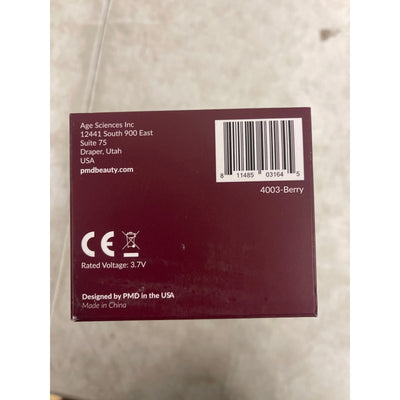 Age Sciences Inc
12441 South 900 East
Suite 75
Draper, Utah
USA
pmdbeauty.com
8 11485 03164 5
4003-Berry
CE
Rated Voltage: 3.7V
Designed by PMD in the USA
Made in China